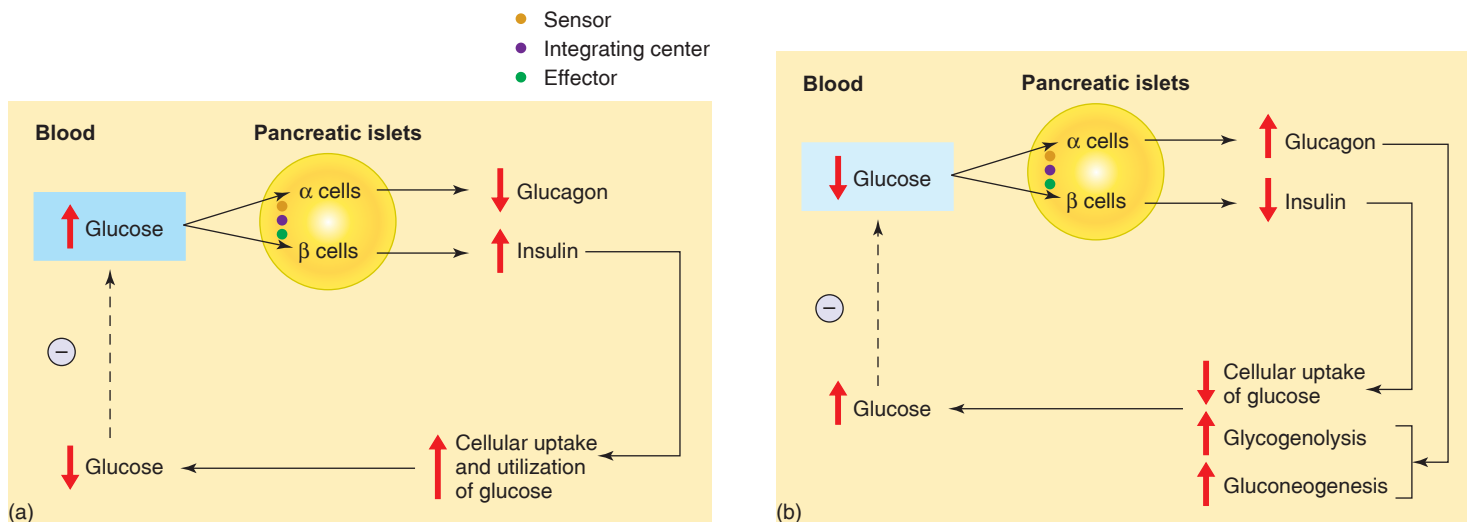 Sensor
Integrating center
Effector
Blood
Pancreatic islets
Glucose
α cells
β cells
Glucagon
Insulin
−
Glucose
Cellular uptake
and utilization
of glucose
(a)
Blood
Pancreatic islets
Glucose
α cells
β cells
Glucagon
Insulin
−
Glucose
Cellular uptake
of glucose
Glycogenolysis
Gluconeogenesis
(b)